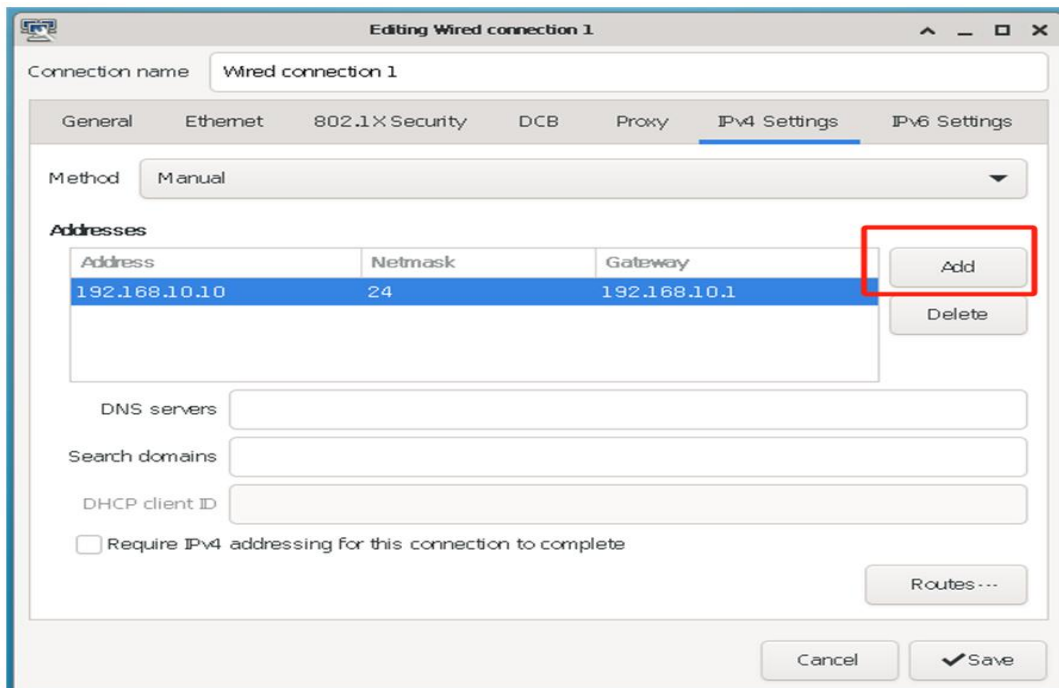 Editing Wired connection 1
Connection name Wired connection 1
General Ethernet 802.1X Security DCB Proxy IPv4 Settings IPv6 Settings
Method Manual
Addresses
Address Netmask Gateway Add
192.168.10.10 24 192.168.10.1
Delete
DNS servers
Search domains
DHCP client ID
Require IPv4 addressing for this connection to complete
Routes...
Cancel Save